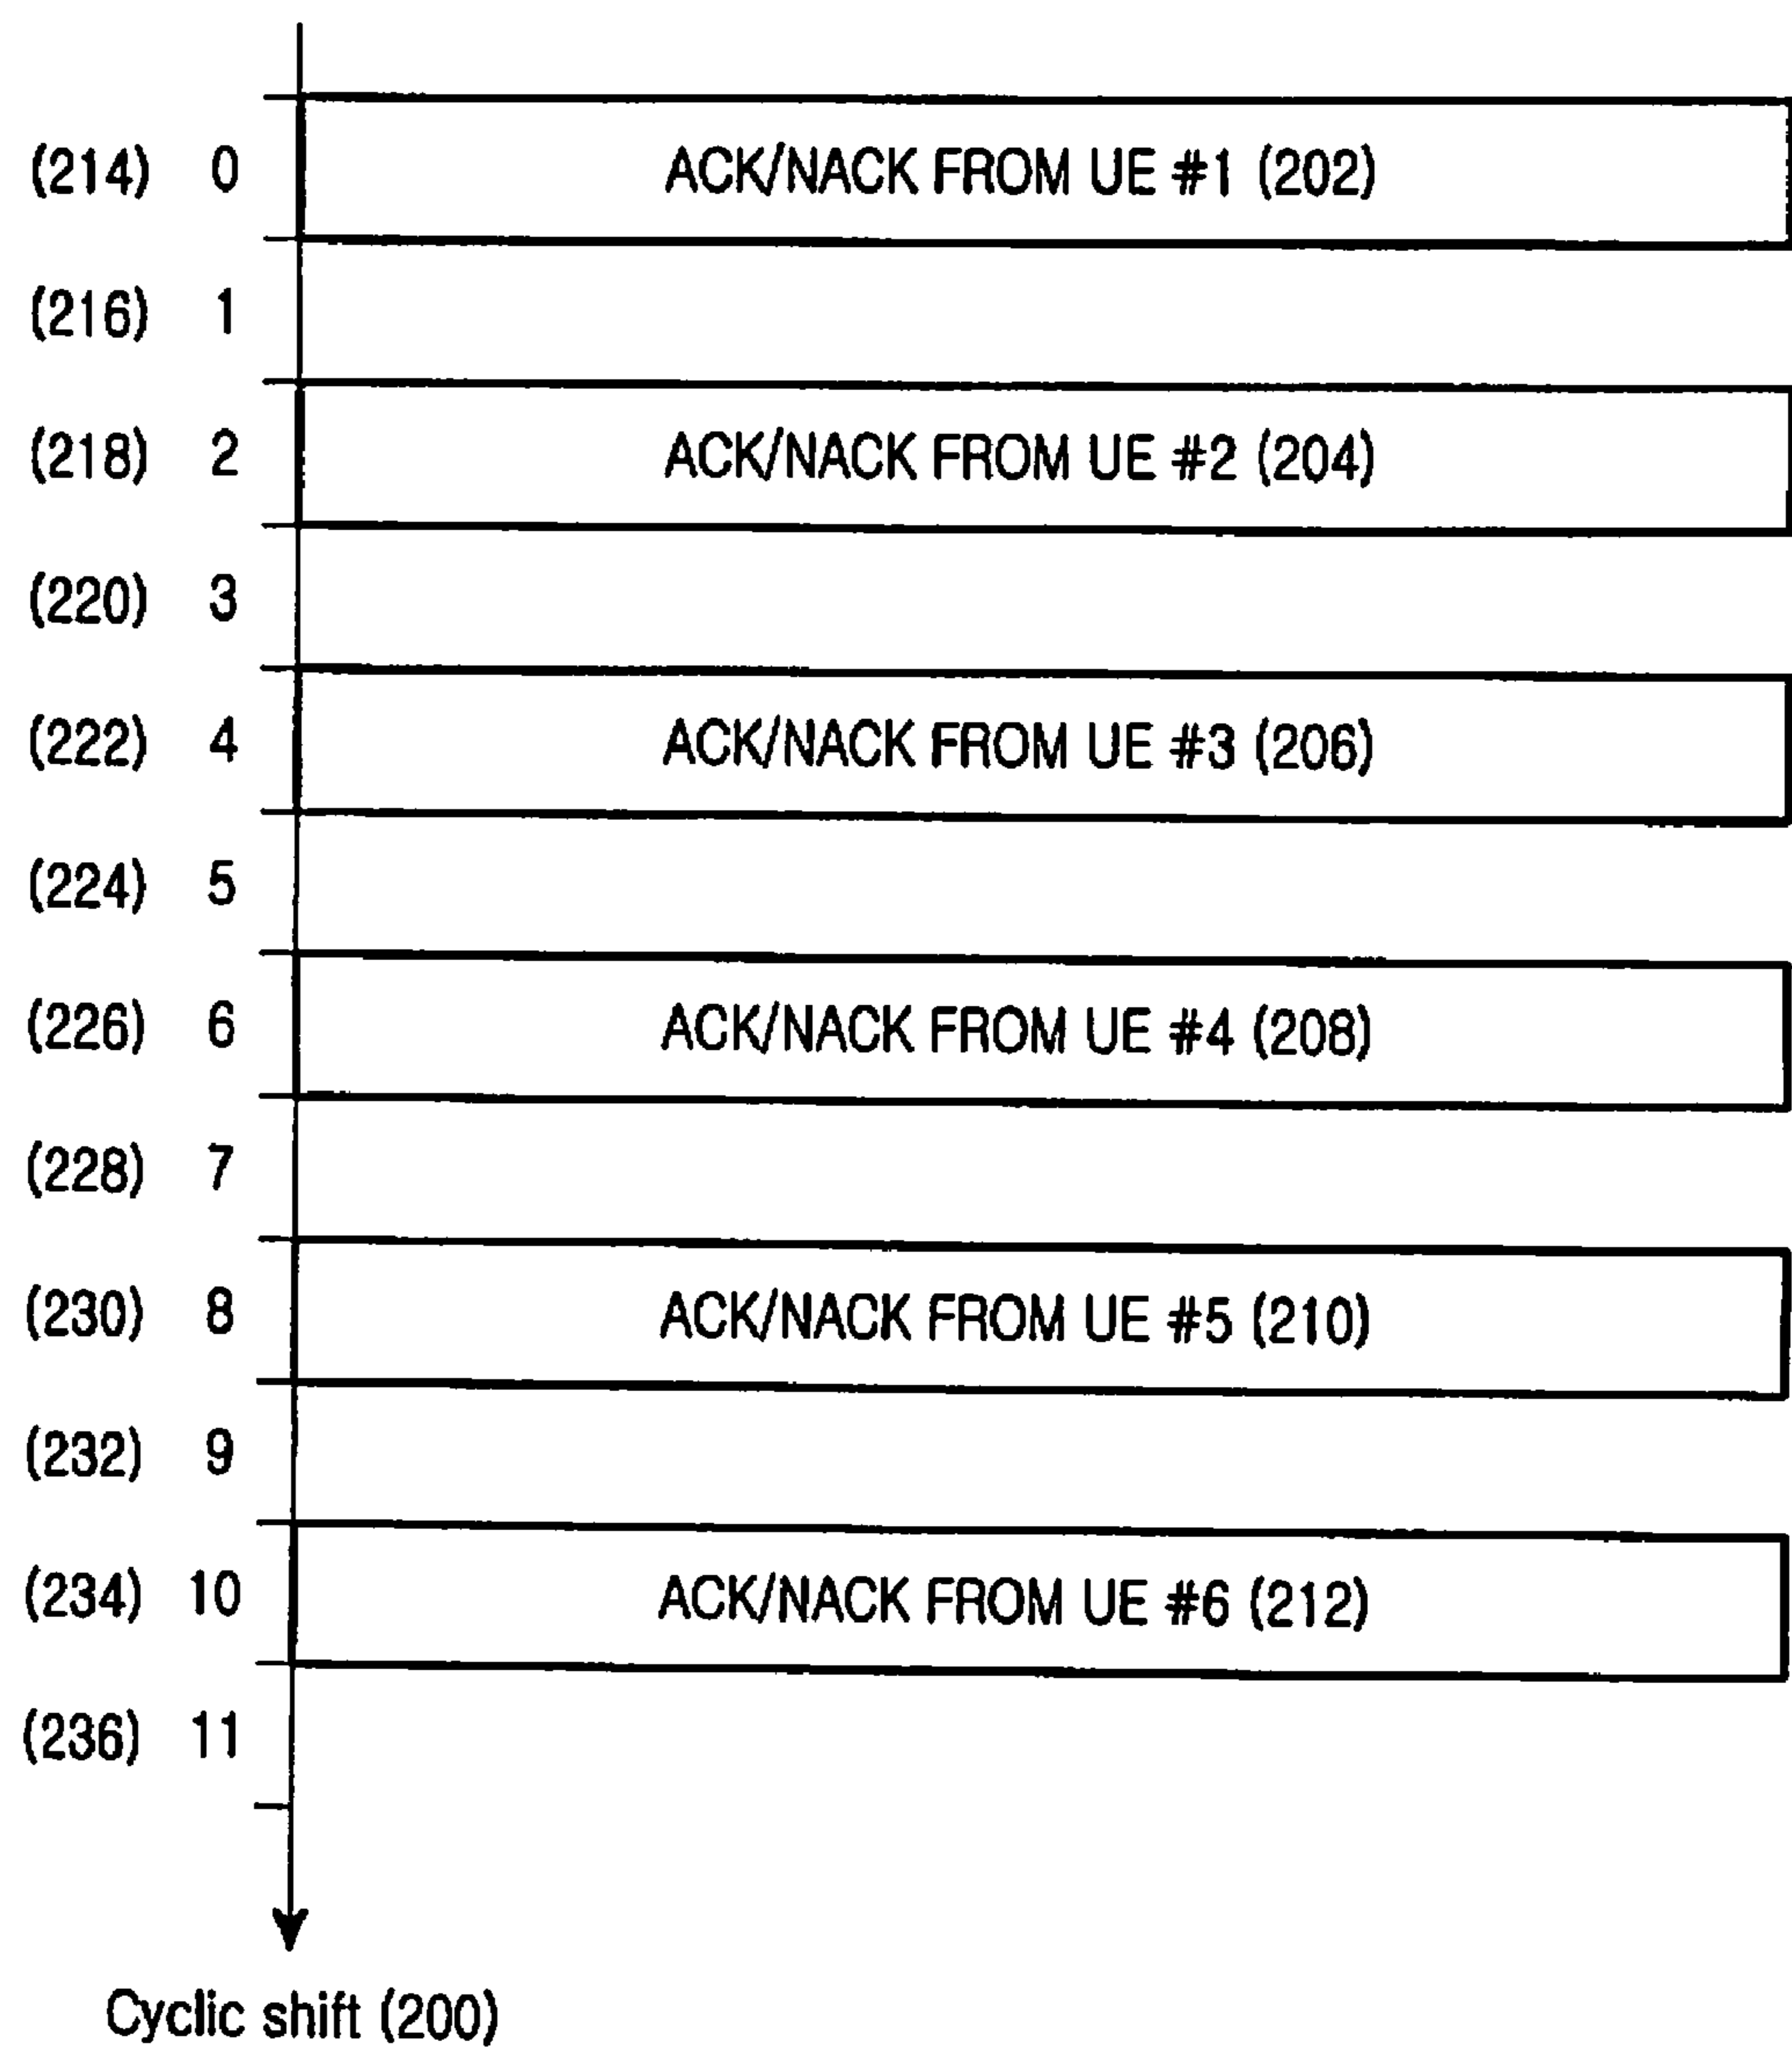 (214) 0 ACK/NACK FROM UE #1 (202)
(216) 1
(218) 2 ACK/NACK FROM UE #2 (204)
(220) 3
(222) 4 ACK/NACK FROM UE #3 (206)
(224) 5
(226) 6 ACK/NACK FROM UE #4 (208)
(228) 7
(230) 8 ACK/NACK FROM UE #5 (210)
(232) 9
(234) 10 ACK/NACK FROM UE #6 (212)
(236) 11
Cyclic shift (200)